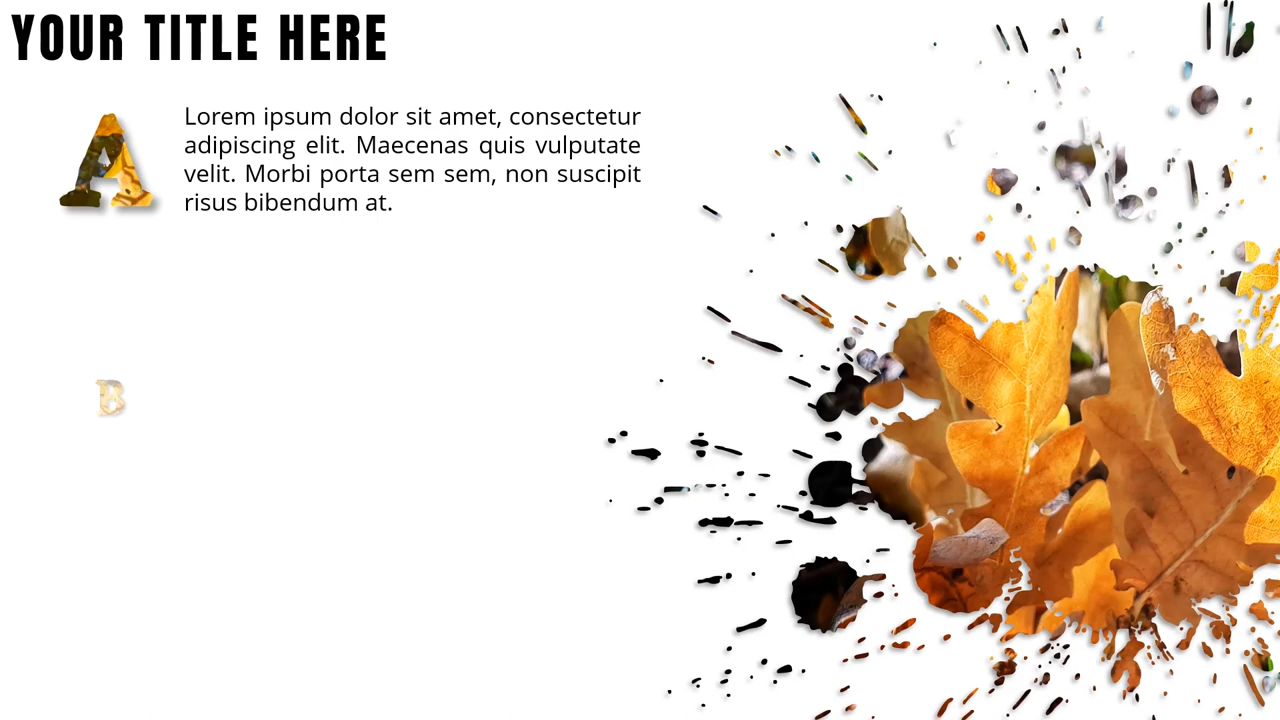 YOUR TITLE HERE
A
Lorem ipsum dolor sit amet, consectetur
adipiscing elit. Maecenas quis vulputate
velit. Morbi porta sem sem, non suscipit
risus bibendum at.
B